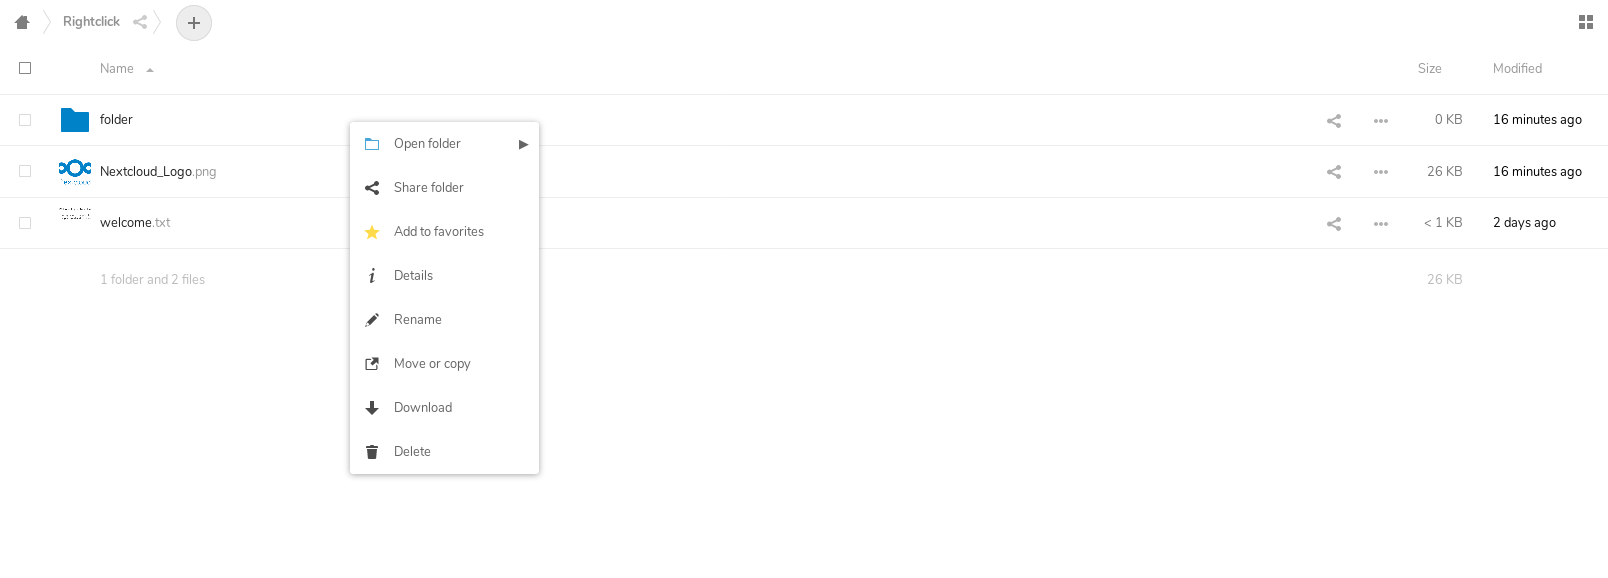 Rightclick
Name Size Modified
folder 0 KB 16 minutes ago
Nextcloud_Logo.png 26 KB 16 minutes ago
welcome.txt < 1 KB 2 days ago
1 folder and 2 files 26 KB
Open folder
Share folder
Add to favorites
Details
Rename
Move or copy
Download
Delete